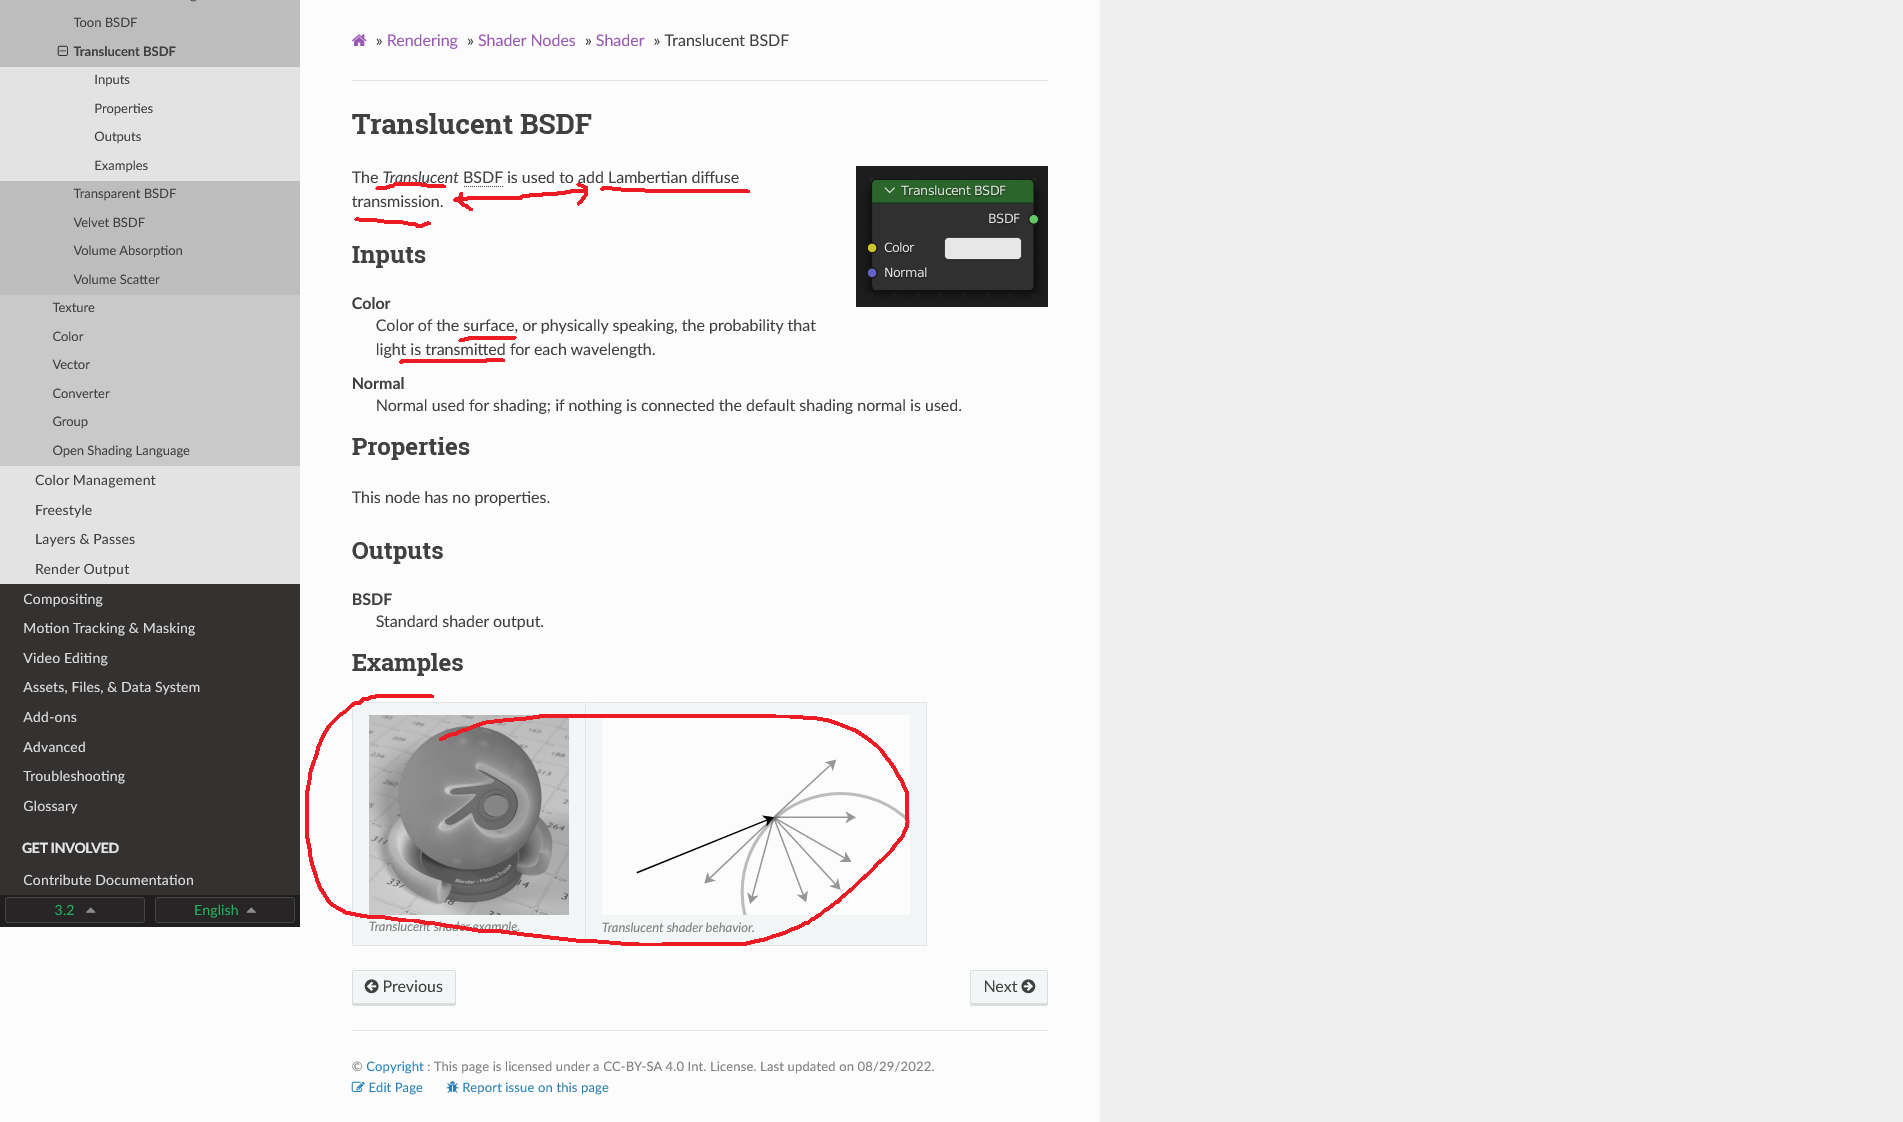 Toon BSDF
Translucent BSDF
Inputs
Properties
Outputs
Examples
Transparent BSDF
Velvet BSDF
Volume Absorption
Volume Scatter
Texture
Color
Vector
Converter
Group
Open Shading Language
Color Management
Freestyle
Layers & Passes
Render Output
Compositing
Motion Tracking & Masking
Video Editing
Assets, Files, & Data System
Add-ons
Advanced
Troubleshooting
Glossary
GET INVOLVED
Contribute Documentation
3.2 English
» Rendering » Shader Nodes » Shader » Translucent BSDF
Translucent BSDF
The Translucent BSDF is used to add Lambertian diffuse
transmission.
Translucent BSDF
BSDF
Color
Normal
Inputs
Color
Color of the surface, or physically speaking, the probability that
light is transmitted for each wavelength.
Normal
Normal used for shading; if nothing is connected the default shading normal is used.
Properties
This node has no properties.
Outputs
BSDF
Standard shader output.
Examples
213
264
311
337
14
Translucent shader example.
Translucent shader behavior.
Previous
Next
© Copyright : This page is licensed under a CC-BY-SA 4.0 Int. License. Last updated on 08/29/2022.
Edit Page Report issue on this page